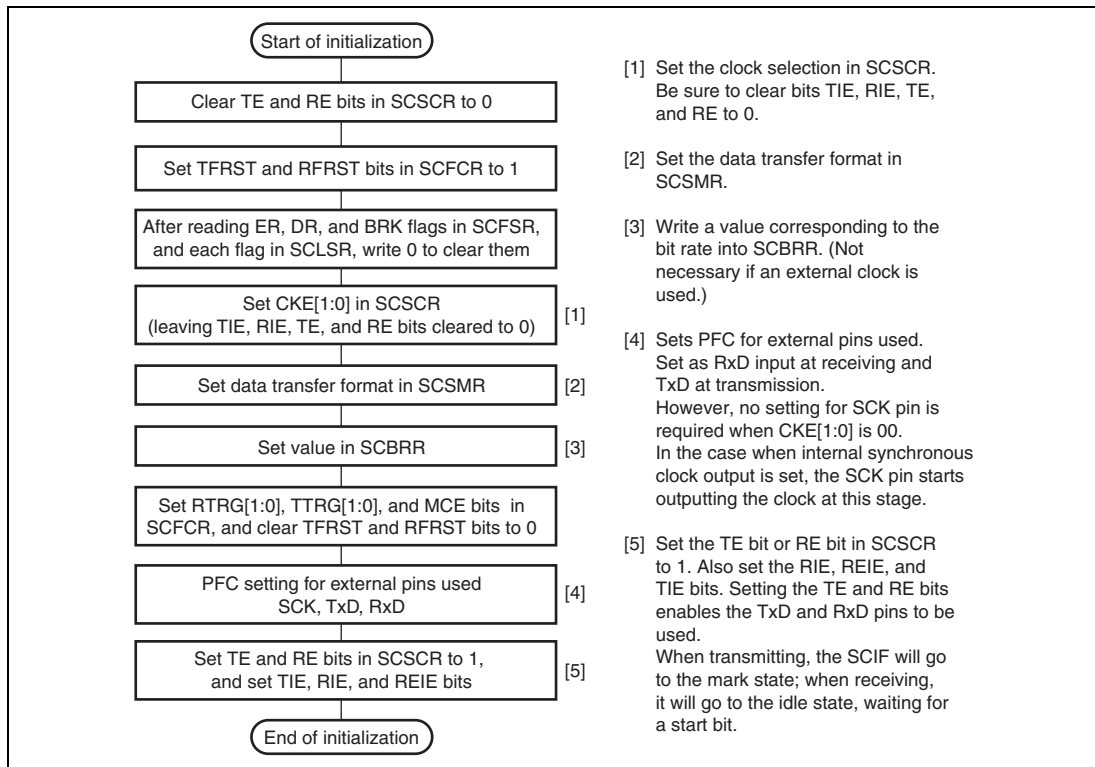 Start of initialization
Clear TE and RE bits in SCSCR to 0
Set TFRST and RFRST bits in SCFCR to 1
After reading ER, DR, and BRK flags in SCFSR,
and each flag in SCLSR, write 0 to clear them
Set CKE[1:0] in SCSCR
(leaving TIE, RIE, TE, and RE bits cleared to 0)
[1]
Set data transfer format in SCSMR
[2]
Set value in SCBRR
[3]
Set RTRG[1:0], TTRG[1:0], and MCE bits in
SCFCR, and clear TFRST and RFRST bits to 0
PFC setting for external pins used
SCK, TxD, RxD
[4]
Set TE and RE bits in SCSCR to 1,
and set TIE, RIE, and REIE bits
[5]
End of initialization
[1] Set the clock selection in SCSCR.
Be sure to clear bits TIE, RIE, TE,
and RE to 0.
[2] Set the data transfer format in
SCSMR.
[3] Write a value corresponding to the
bit rate into SCBRR. (Not
necessary if an external clock is
used.)
[4] Sets PFC for external pins used.
Set as RxD input at receiving and
TxD at transmission.
However, no setting for SCK pin is
required when CKE[1:0] is 00.
In the case when internal synchronous
clock output is set, the SCK pin starts
outputting the clock at this stage.
[5] Set the TE bit or RE bit in SCSCR
to 1. Also set the RIE, REIE, and
TIE bits. Setting the TE and RE bits
enables the TxD and RxD pins to be
used.
When transmitting, the SCIF will go
to the mark state; when receiving,
it will go to the idle state, waiting for
a start bit.